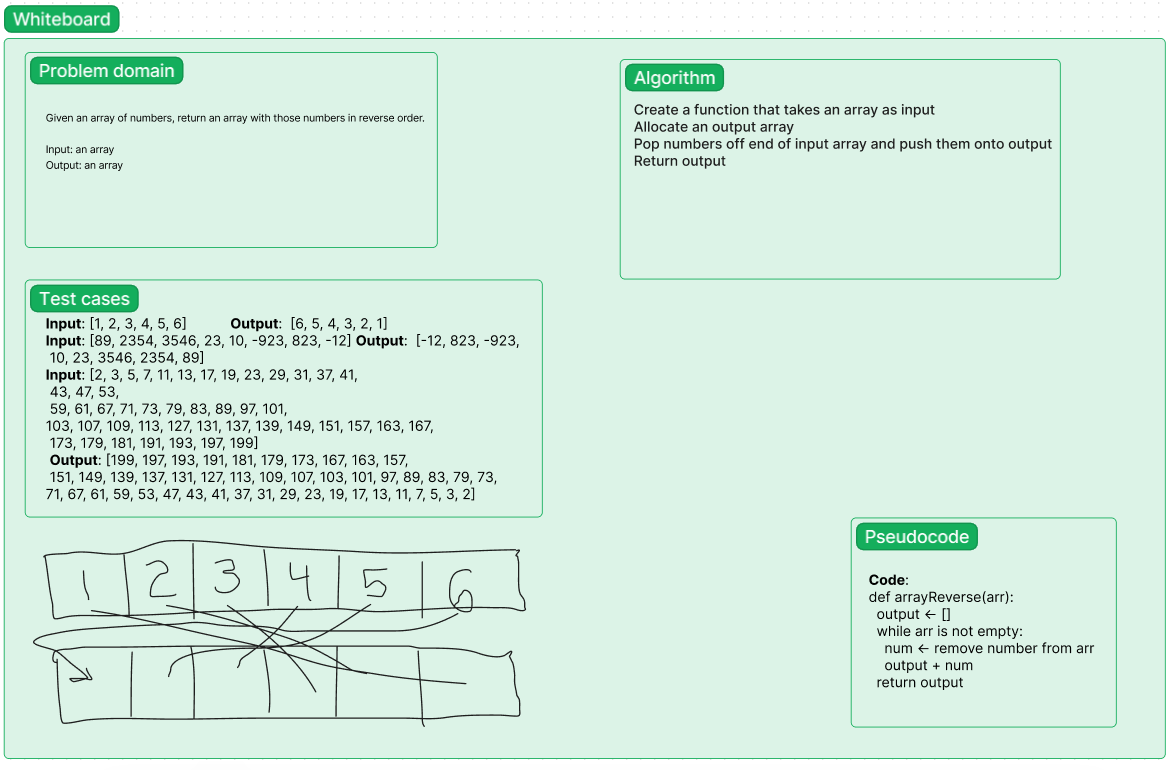 Whiteboard
Problem domain
Given an array of numbers, return an array with those numbers in reverse order.
Input: an array
Output: an array
Algorithm
Create a function that takes an array as input
Allocate an output array
Pop numbers off end of input array and push them onto output
Return output
Test cases
Input: [1, 2, 3, 4, 5, 6] Output: [6, 5, 4, 3, 2, 1]
Input: [89, 2354, 3546, 23, 10, -923, 823, -12] Output: [-12, 823, -923,
10, 23, 3546, 2354, 89]
Input: [2, 3, 5, 7, 11, 13, 17, 19, 23, 29, 31, 37, 41,
43, 47, 53,
59, 61, 67, 71, 73, 79, 83, 89, 97, 101,
103, 107, 109, 113, 127, 131, 137, 139, 149, 151, 157, 163, 167,
173, 179, 181, 191, 193, 197, 199]
Output: [199, 197, 193, 191, 181, 179, 173, 167, 163, 157,
151, 149, 139, 137, 131, 127, 113, 109, 107, 103, 101, 97, 89, 83, 79, 73,
71, 67, 61, 59, 53, 47, 43, 41, 37, 31, 29, 23, 19, 17, 13, 11, 7, 5, 3, 2]
1 2 3 4 5 6
Pseudocode
Code:
def arrayReverse(arr):
output ← []
while arr is not empty:
num ← remove number from arr
output + num
return output